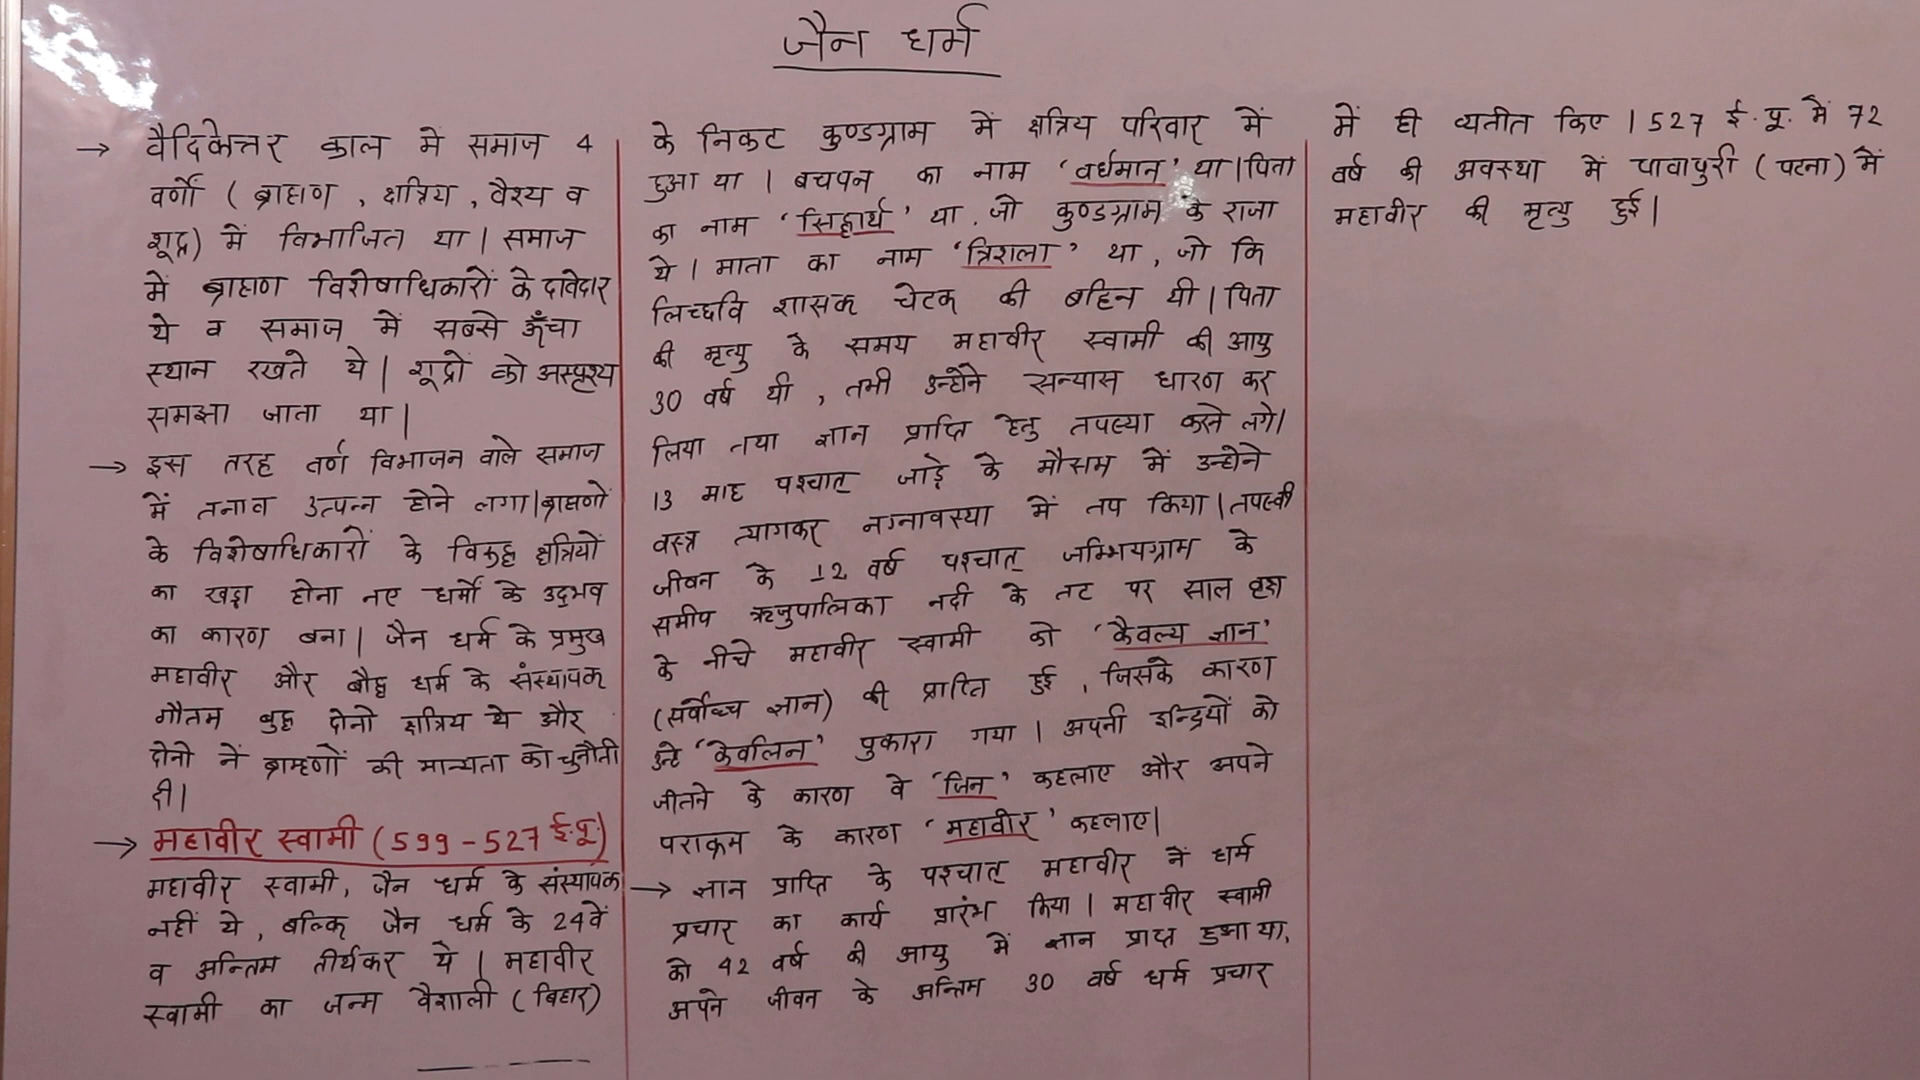 जैन धर्म
→ वैदिकेत्तर काल में समाज 4
वर्णों ( ब्राह्मण , क्षत्रिय , वैश्य व
शूद्र) में विभाजित था | समाज
में ब्राह्मण विशेषाधिकारों के दावेदार
थे व समाज में सबसे ऊँचा
स्थान रखते थे | शूद्रों को अस्पृश्य
समझा जाता था |
→ इस तरह वर्ण विभाजन वाले समाज
में तनाव उत्पन्न होने लगा | ब्राह्मणों
के विशेषाधिकारों के विरुद्ध क्षत्रियों
का खड़ा होना नए धर्मों के उद्भव
का कारण बना | जैन धर्म के प्रमुख
महावीर और बौद्ध धर्म के संस्थापक
गौतम बुद्ध दोनो क्षत्रिय थे और
दोनो नें ब्राम्हणों की मान्यता को चुनौती
दी |
→ महावीर स्वामी (599 - 527 ई.पू.)
महावीर स्वामी, जैन धर्म के संस्थापक
नहीं थे , बल्कि जैन धर्म के 24वें
व अन्तिम तीर्थकर थे | महावीर
स्वामी का जन्म वैशाली ( बिहार)
के निकट कुण्डग्राम में क्षत्रिय परिवार में
हुआ था | बचपन का नाम ‘वर्धमान’ था | पिता
का नाम ‘सिद्धार्थ’ था, जो कुण्डग्राम के राजा
थे | माता का नाम ‘त्रिशला’ था , जो कि
लिच्छवि शासक चेटक की बहिन थी | पिता
की मृत्यु के समय महावीर स्वामी की आयु
30 वर्ष थी , तभी उन्होने सन्यास धारण कर
लिया तथा ज्ञान प्राप्ति हेतु तपस्या करने लगे|
13 माह पश्चात् जाड़े के मौसम में उन्होने
वस्त्र त्यागकर नग्नावस्था में तप किया | तपस्वी
जीवन के 12 वर्ष पश्चात् जम्भियग्राम के
समीप ऋजुपालिका नदी के तट पर साल वृक्ष
के नीचे महावीर स्वामी को ‘कैवल्य ज्ञान’
(सर्वोच्च ज्ञान) की प्राप्ति हुई , जिसके कारण
उन्हे ‘केवलिन’ पुकारा गया | अपनी इन्द्रियों को
जीतने के कारण वे ‘जिन’ कहलाए और अपने
पराक्रम के कारण ‘महावीर’ कहलाए|
→ ज्ञान प्राप्ति के पश्चात् महावीर नें धर्म
प्रचार का कार्य प्रारंभ किया | महावीर स्वामी
को 42 वर्ष की आयु में ज्ञान प्राप्त हुआ था,
अपने जीवन के अन्तिम 30 वर्ष धर्म प्रचार
में ही व्यतीत किए | 527 ई.पू. में 72
वर्ष की अवस्था में पावापुरी ( पटना) में
महावीर की मृत्यु हुई |